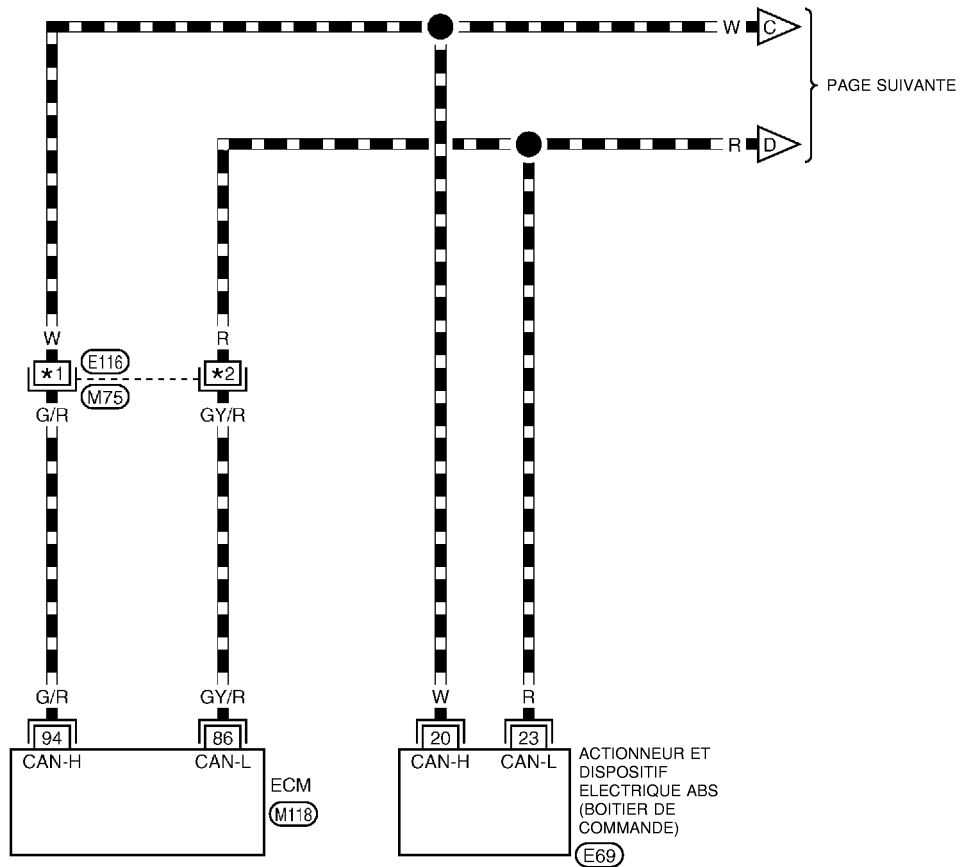 W C
PAGE SUIVANTE
R D
W R
*1 E116 *2
M75
G/R GY/R
G/R GY/R W R
94 86 20 23
CAN-H CAN-L CAN-H CAN-L
ECM
M118
ACTIONNEUR ET
DISPOSITIF
ELECTRIQUE ABS
(BOITIER DE
COMMANDE)
E69